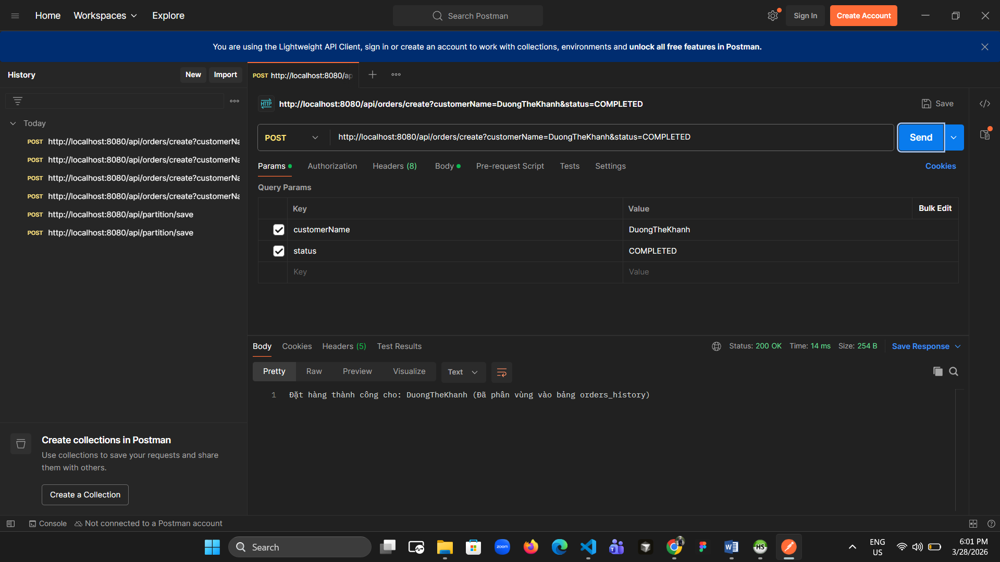 Home Workspaces Explore Search Postman Sign In Create Account
You are using the Lightweight API Client, sign in or create an account to work with collections, environments and unlock all free features in Postman.
History New Import
POST http://localhost:8080/ap
HTTP http://localhost:8080/api/orders/create?customerName=DuongTheKhanh&status=COMPLETED Save
Today
POST http://localhost:8080/api/orders/create?customerNa
POST http://localhost:8080/api/orders/create?customerNa
POST http://localhost:8080/api/orders/create?customerNa
POST http://localhost:8080/api/orders/create?customerNa
POST http://localhost:8080/api/partition/save
POST http://localhost:8080/api/partition/save
POST http://localhost:8080/api/orders/create?customerName=DuongTheKhanh&status=COMPLETED Send
Params Authorization Headers (8) Body Pre-request Script Tests Settings Cookies
Query Params
Key Value Bulk Edit
customerName DuongTheKhanh
status COMPLETED
Key Value
Body Cookies Headers (5) Test Results Status: 200 OK Time: 14 ms Size: 254 B Save Response
Pretty Raw Preview Visualize Text
1 Đặt hàng thành công cho: DuongTheKhanh (Đã phân vùng vào bảng orders_history)
Create collections in Postman
Use collections to save your requests and share
them with others.
Create a Collection
Console Not connected to a Postman account
Search zoom HS ENG
US
6:01 PM
3/28/2026